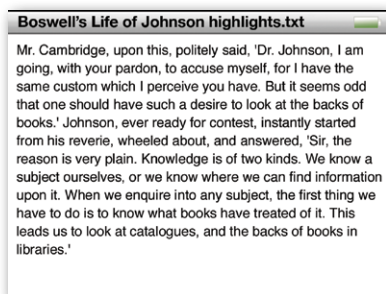 Boswell's Life of Johnson highlights.txt
Mr. Cambridge, upon this, politely said, 'Dr. Johnson, I am
going, with your pardon, to accuse myself, for I have the
same custom which I perceive you have. But it seems odd
that one should have such a desire to look at the backs of
books.' Johnson, ever ready for contest, instantly started
from his reverie, wheeled about, and answered, 'Sir, the
reason is very plain. Knowledge is of two kinds. We know a
subject ourselves, or we know where we can find information
upon it. When we enquire into any subject, the first thing we
have to do is to know what books have treated of it. This
leads us to look at catalogues, and the backs of books in
libraries.'